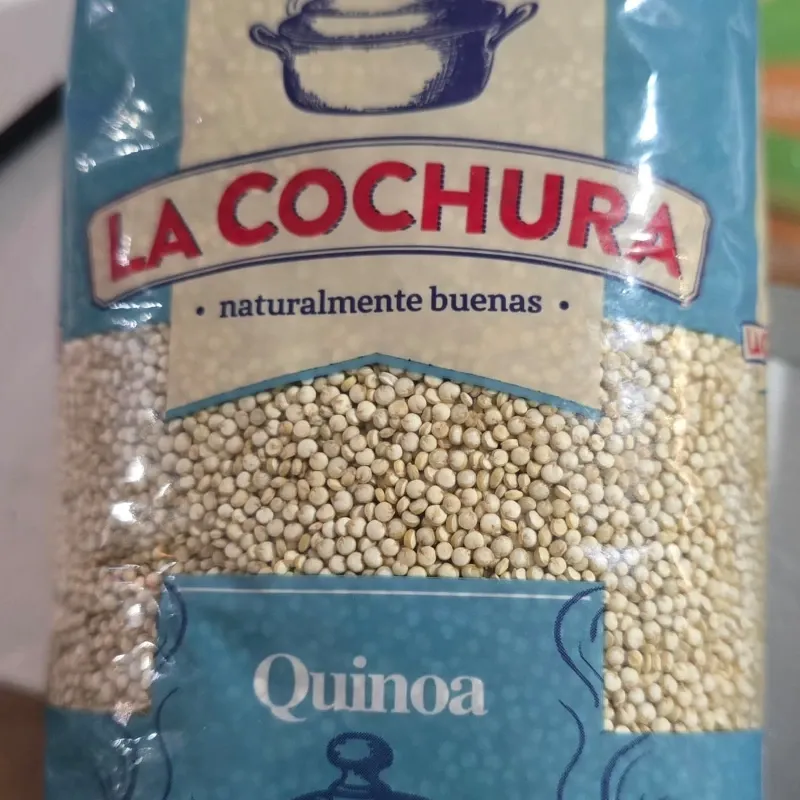 LA COCHURA
• naturalmente buenas •
Quinoa